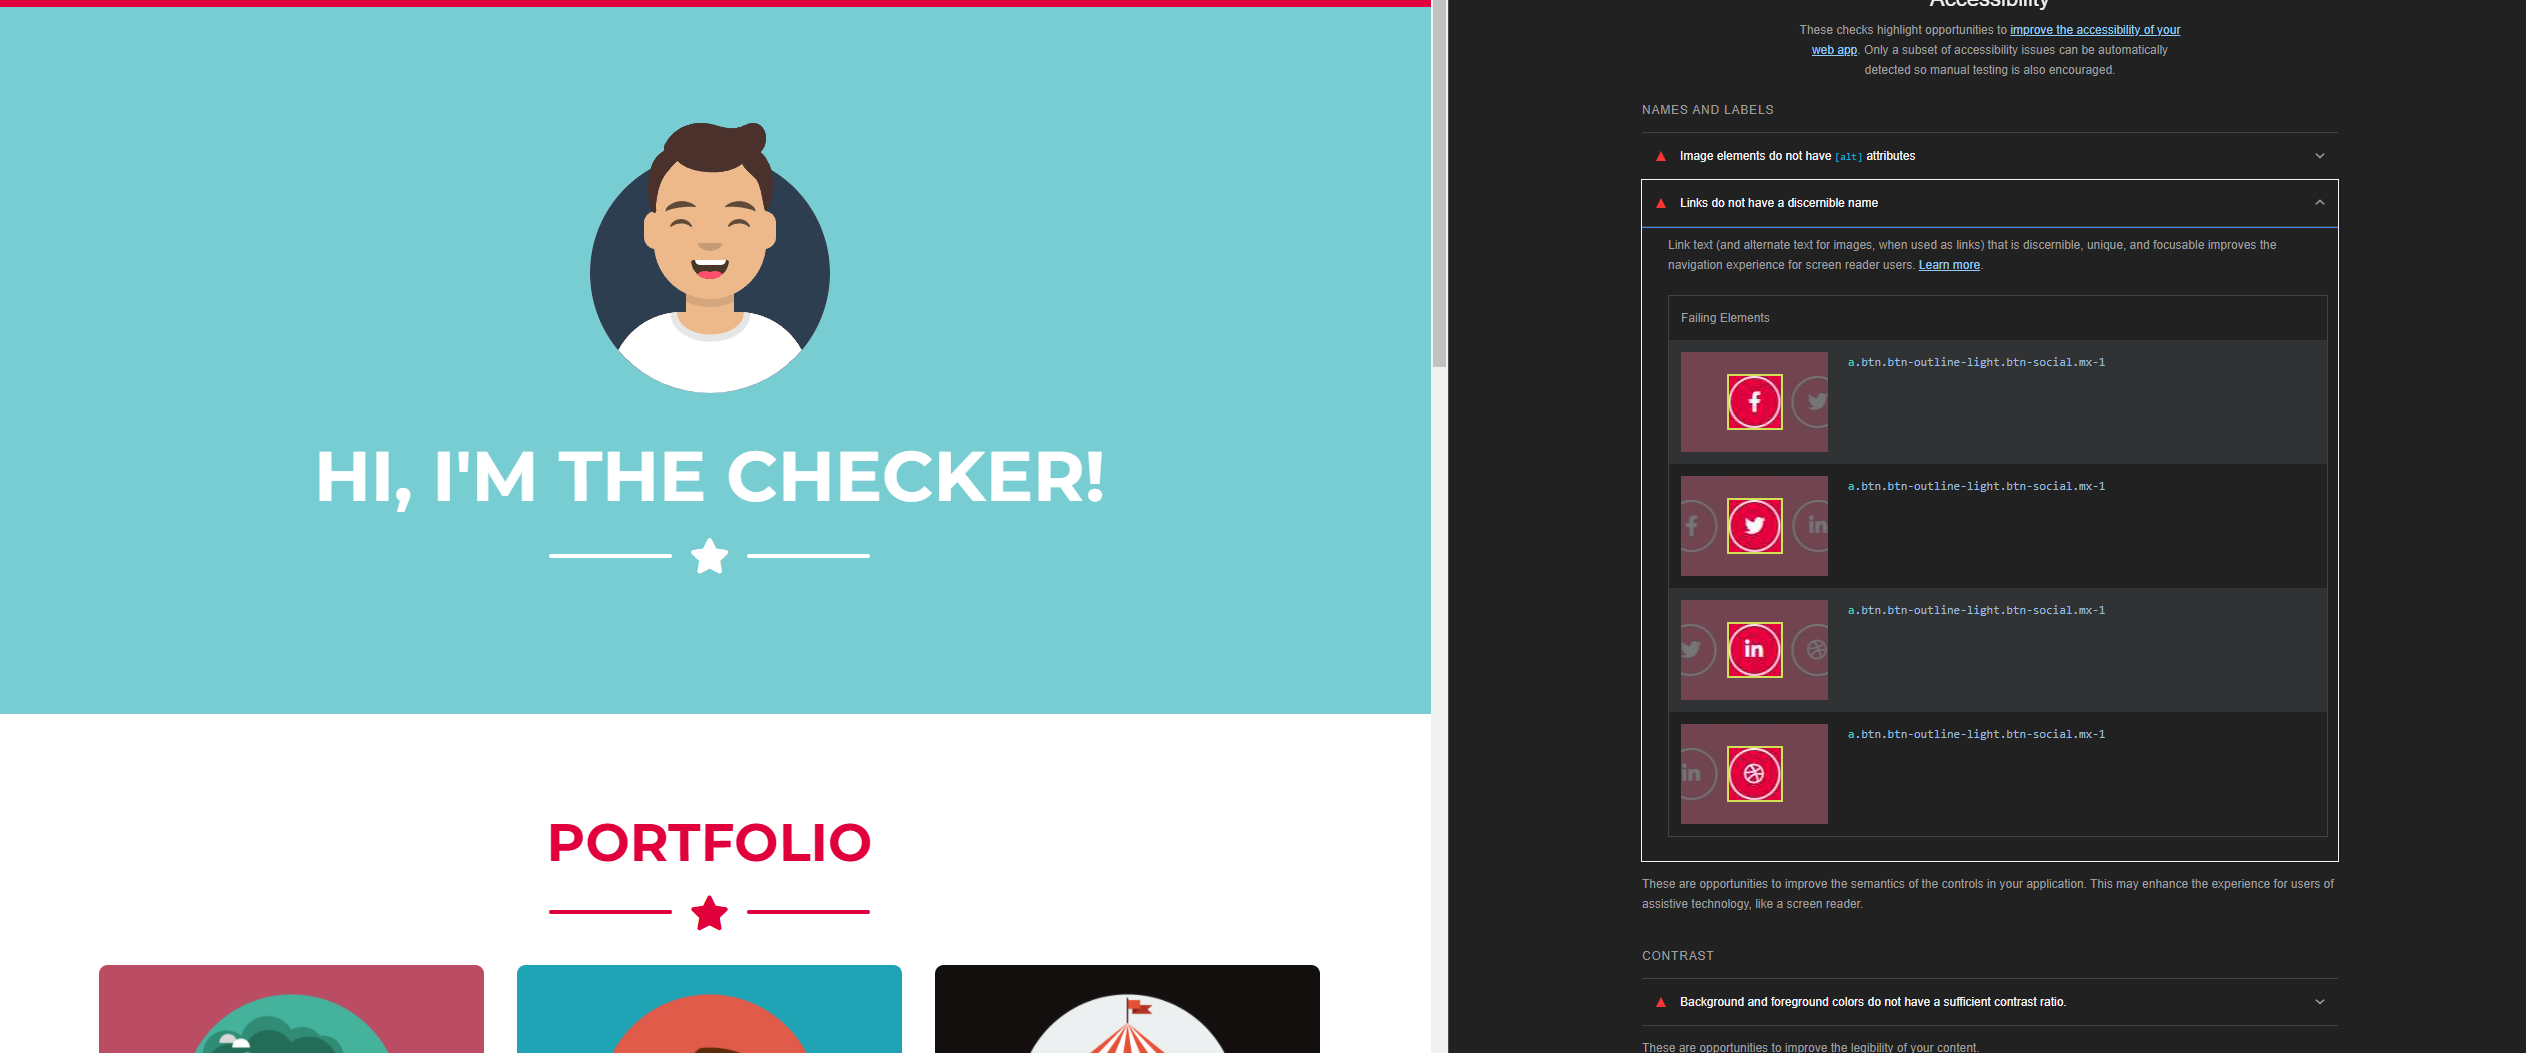 HI, I'M THE CHECKER!
PORTFOLIO
Accessibility
These checks highlight opportunities to improve the accessibility of your
web app. Only a subset of accessibility issues can be automatically
detected so manual testing is also encouraged.
NAMES AND LABELS
Image elements do not have [alt] attributes
Links do not have a discernible name
Link text (and alternate text for images, when used as links) that is discernible, unique, and focusable improves the
navigation experience for screen reader users. Learn more.
Failing Elements
a.btn.btn-outline-light.btn-social.mx-1
a.btn.btn-outline-light.btn-social.mx-1
in
a.btn.btn-outline-light.btn-social.mx-1
in
a.btn.btn-outline-light.btn-social.mx-1
in
These are opportunities to improve the semantics of the controls in your application. This may enhance the experience for users of
assistive technology, like a screen reader.
CONTRAST
Background and foreground colors do not have a sufficient contrast ratio.
These are opportunities to improve the legibility of your content.